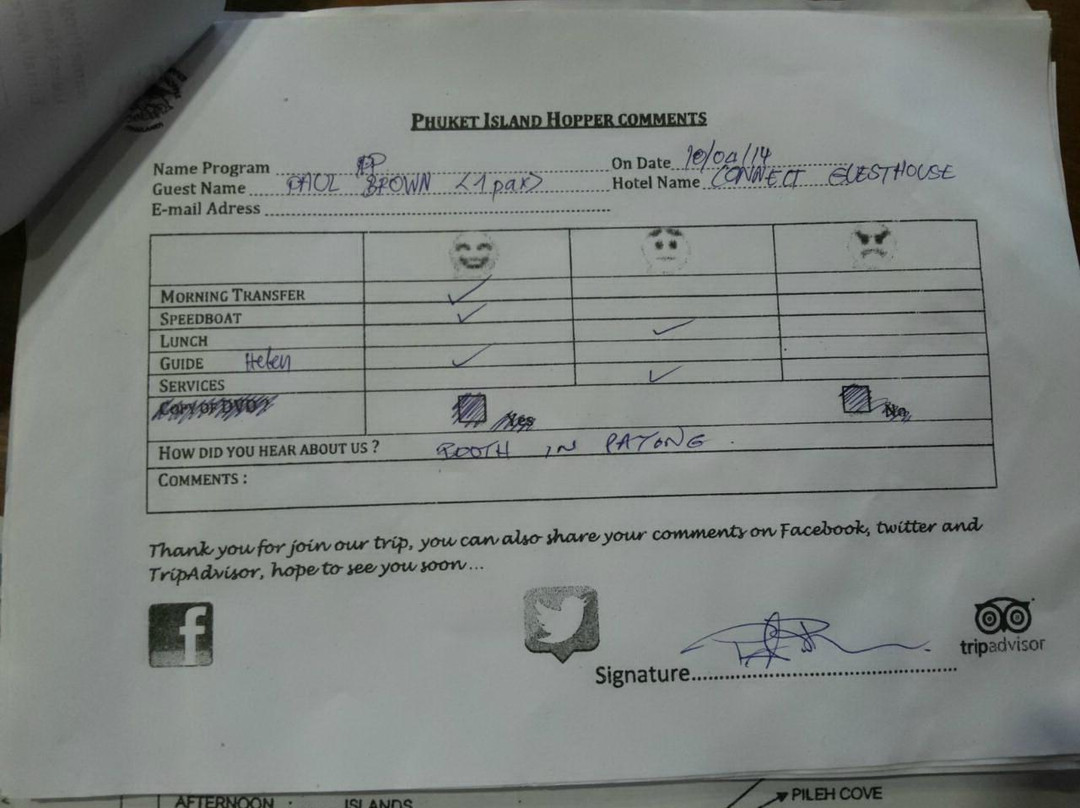 PHUKET ISLAND HOPPER COMMENTS
Name Program PP On Date 10/04/14
Guest Name PAUL BROWN <1 pax> Hotel Name CONNECT GUESTHOUSE
E-mail Adress
MORNING TRANSFER
SPEEDBOAT
LUNCH
GUIDE Helen
SERVICES
COPY OF DVD?
Yes No
HOW DID YOU HEAR ABOUT US ? BOOTH IN PATONG .
COMMENTS :
Thank you for join our trip, you can also share your comments on Facebook, twitter and
TripAdvisor, hope to see you soon...
f
tripadvisor
Signature
AFTERNOON ISLANDS PILEH COVE